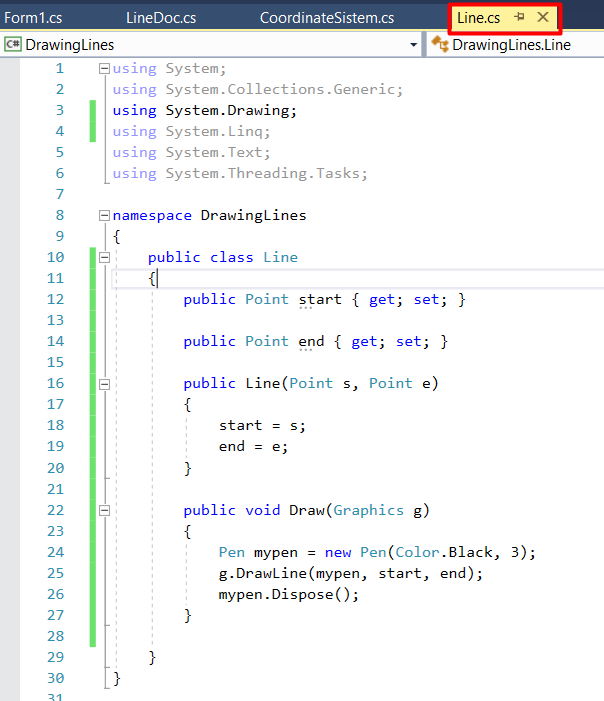 Form1.cs LineDoc.cs CoordinateSistem.cs Line.cs
C# DrawingLines DrawingLines.Line
1 using System;
2 using System.Collections.Generic;
3 using System.Drawing;
4 using System.Linq;
5 using System.Text;
6 using System.Threading.Tasks;
7
8 namespace DrawingLines
9 {
10 public class Line
11 {
12 public Point start { get; set; }
13
14 public Point end { get; set; }
15
16 public Line(Point s, Point e)
17 {
18 start = s;
19 end = e;
20 }
21
22 public void Draw(Graphics g)
23 {
24 Pen mypen = new Pen(Color.Black, 3);
25 g.DrawLine(mypen, start, end);
26 mypen.Dispose();
27 }
28
29 }
30 }
31